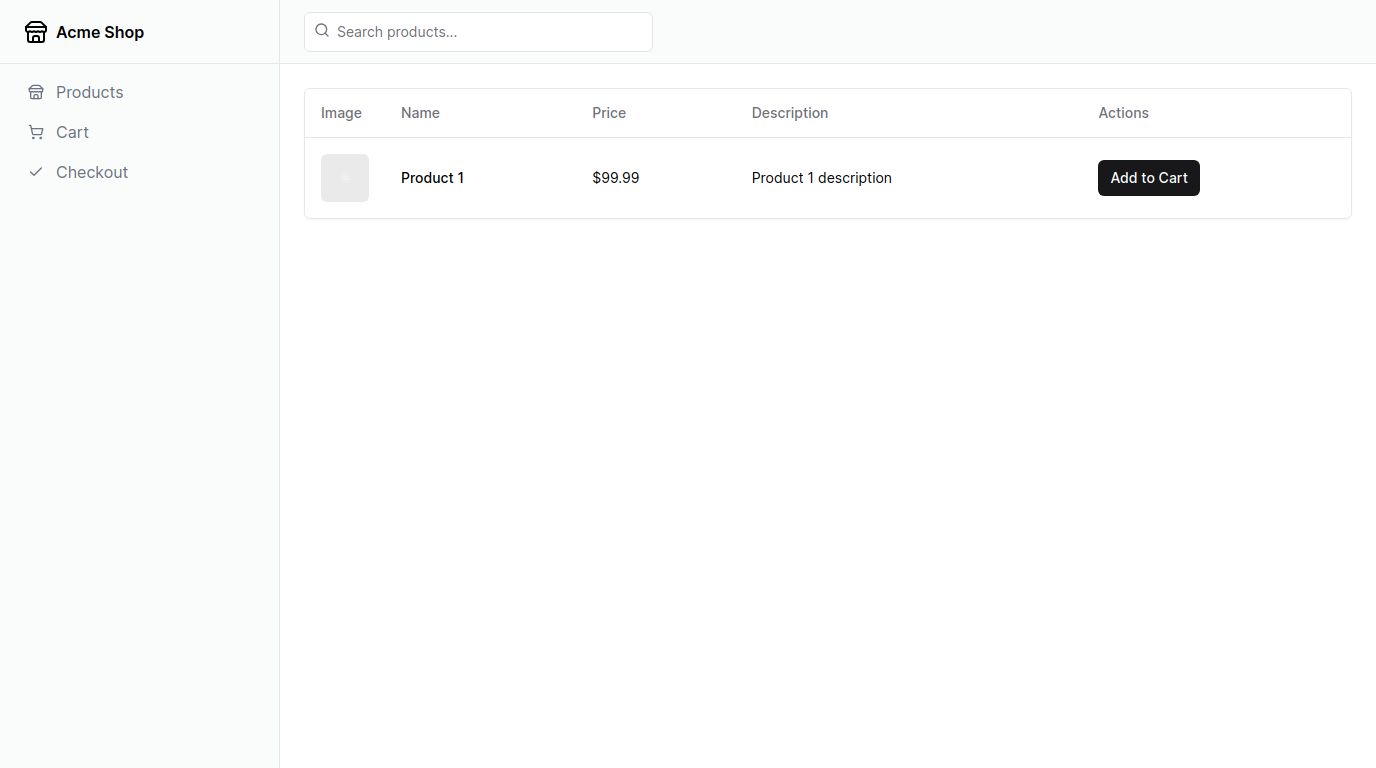 Acme Shop
Search products...
Products
Cart
Checkout
Image Name Price Description Actions
Product 1 $99.99 Product 1 description Add to Cart